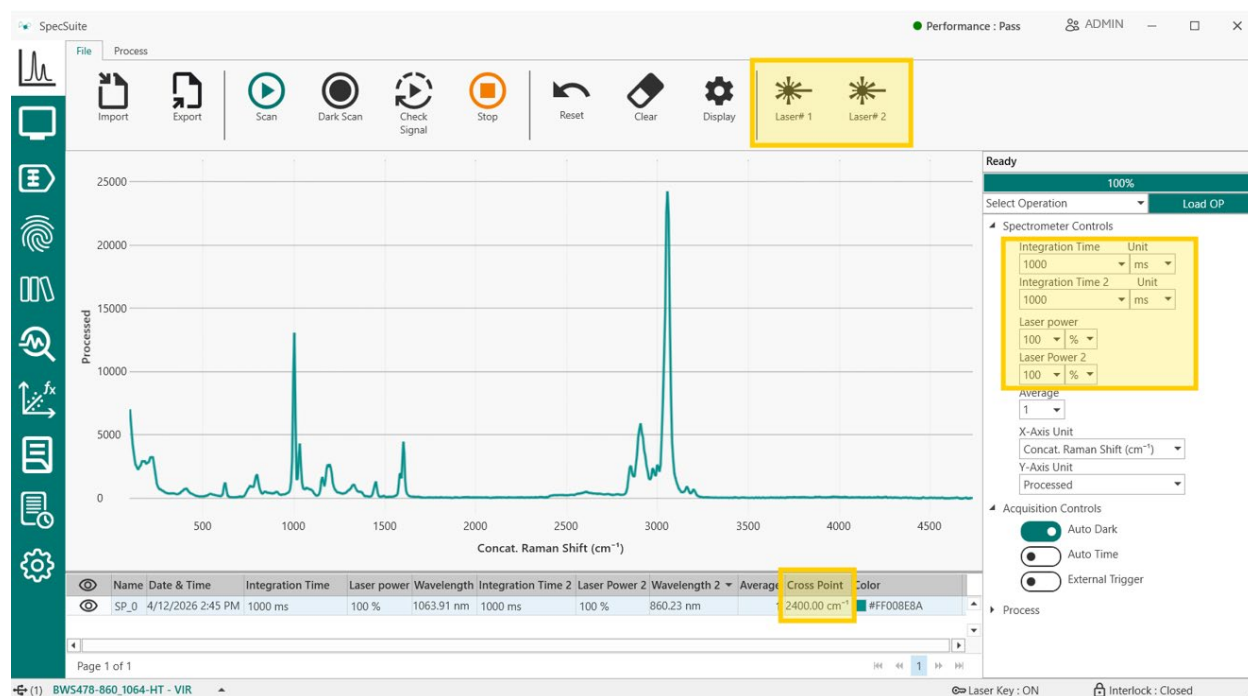 SpecSuite
Performance : Pass
ADMIN
File Process
Import Export Scan Dark Scan Check Signal Stop Reset Clear Display Laser# 1 Laser# 2
Ready
100%
Select Operation Load OP
Spectrometer Controls
Integration Time Unit
1000 ms
Integration Time 2 Unit
1000 ms
Laser power
100 %
Laser Power 2
100 %
Average
1
X-Axis Unit
Concat. Raman Shift (cm⁻¹)
Y-Axis Unit
Processed
Acquisition Controls
Auto Dark
Auto Time
External Trigger
Process
25000
20000
15000
10000
5000
0
Processed
500 1000 1500 2000 2500 3000 3500 4000 4500
Concat. Raman Shift (cm⁻¹)
Name Date & Time Integration Time Laser power Wavelength Integration Time 2 Laser Power 2 Wavelength 2 Average Cross Point Color
SP_0 4/12/2026 2:45 PM 1000 ms 100 % 1063.91 nm 1000 ms 100 % 860.23 nm 2400.00 cm⁻¹ #FF008E8A
Page 1 of 1
1
(1) BWS478-860_1064-HT - VIR
Laser Key : ON
Interlock : Closed